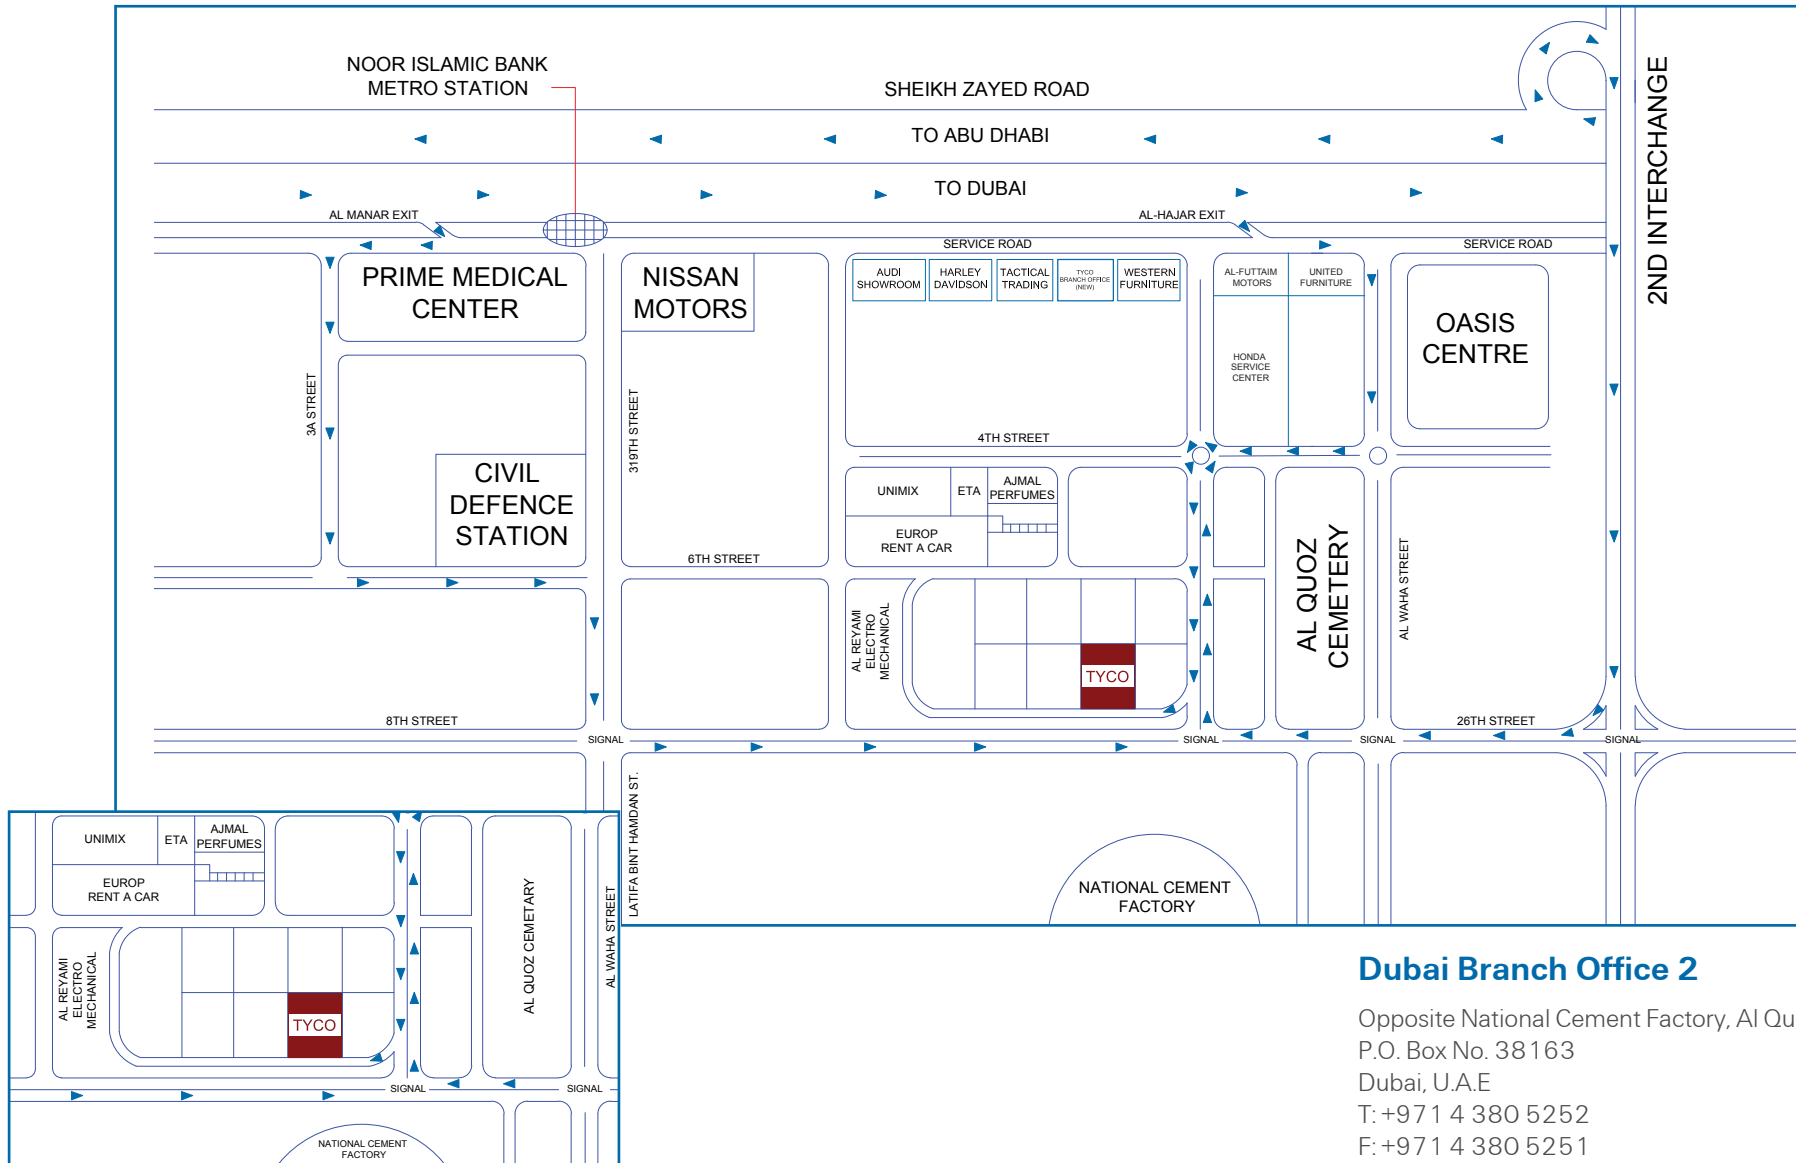 NOOR ISLAMIC BANK
METRO STATION
SHEIKH ZAYED ROAD
TO ABU DHABI
TO DUBAI
2ND INTERCHANGE
AL MANAR EXIT
AL-HAJAR EXIT
SERVICE ROAD
SERVICE ROAD
PRIME MEDICAL
CENTER
NISSAN
MOTORS
AUDI
SHOWROOM
HARLEY
DAVIDSON
TACTICAL
TRADING
TYCO
BRANCH OFFICE
(NEW)
WESTERN
FURNITURE
AL-FUTTAIM
MOTORS
UNITED
FURNITURE
HONDA
SERVICE
CENTER
OASIS
CENTRE
3A STREET
319TH STREET
4TH STREET
CIVIL
DEFENCE
STATION
UNIMIX
ETA
AJMAL
PERFUMES
EUROP
RENT A CAR
6TH STREET
AL QUOZ
CEMETERY
AL WAHA STREET
AL REYAMI
ELECTRO
MECHANICAL
TYCO
8TH STREET
26TH STREET
SIGNAL
SIGNAL
SIGNAL
SIGNAL
LATIFA BINT HAMDAN ST.
NATIONAL CEMENT
FACTORY
UNIMIX
ETA
AJMAL
PERFUMES
EUROP
RENT A CAR
AL QUOZ CEMETARY
AL WAHA STREET
AL REYAMI
ELECTRO
MECHANICAL
TYCO
SIGNAL
SIGNAL
NATIONAL CEMENT
FACTORY
Dubai Branch Office 2
Opposite National Cement Factory, Al Qu
P.O. Box No. 38163
Dubai, U.A.E
T: +971 4 380 5252
F: +971 4 380 5251